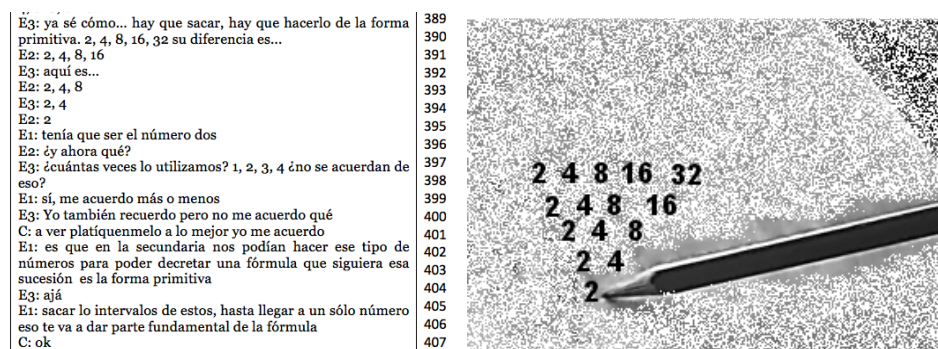 E3: ya sé cómo... hay que sacar, hay que hacerlo de la forma 389
primitiva. 2, 4, 8, 16, 32 su diferencia es... 390
E2: 2, 4, 8, 16 391
E3: aquí es... 392
E2: 2, 4, 8 393
E3: 2, 4 394
E2: 2 395
E1: tenía que ser el número dos 396
E2: ¿y ahora qué? 397
E3: ¿cuántas veces lo utilizamos? 1, 2, 3, 4 ¿no se acuerdan de 398
eso? 399
E1: sí, me acuerdo más o menos 400
E3: Yo también recuerdo pero no me acuerdo qué 401
C: a ver platíquenmelo a lo mejor yo me acuerdo 402
E1: es que en la secundaria nos podían hacer ese tipo de 403
números para poder decretar una fórmula que siguiera esa 404
sucesión es la forma primitiva 405
E3: ajá 406
E1: sacar lo intervalos de estos, hasta llegar a un sólo número 407
eso te va a dar parte fundamental de la fórmula
C: ok
2 4 8 16 32
2 4 8 16
2 4 8
2 4
2